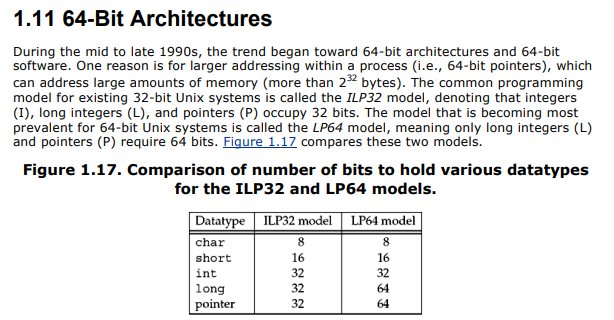 1.11 64-Bit Architectures
During the mid to late 1990s, the trend began toward 64-bit architectures and 64-bit
software. One reason is for larger addressing within a process (i.e., 64-bit pointers), which
can address large amounts of memory (more than 2³² bytes). The common programming
model for existing 32-bit Unix systems is called the ILP32 model, denoting that integers
(I), long integers (L), and pointers (P) occupy 32 bits. The model that is becoming most
prevalent for 64-bit Unix systems is called the LP64 model, meaning only long integers (L)
and pointers (P) require 64 bits. Figure 1.17 compares these two models.
Figure 1.17. Comparison of number of bits to hold various datatypes
for the ILP32 and LP64 models.
Datatype ILP32 model LP64 model
char 8 8
short 16 16
int 32 32
long 32 64
pointer 32 64